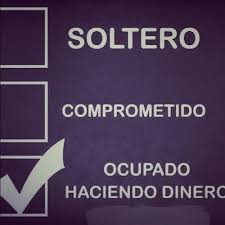 SOLTERO
COMPROMETIDO
OCUPADO
HACIENDO DINERO